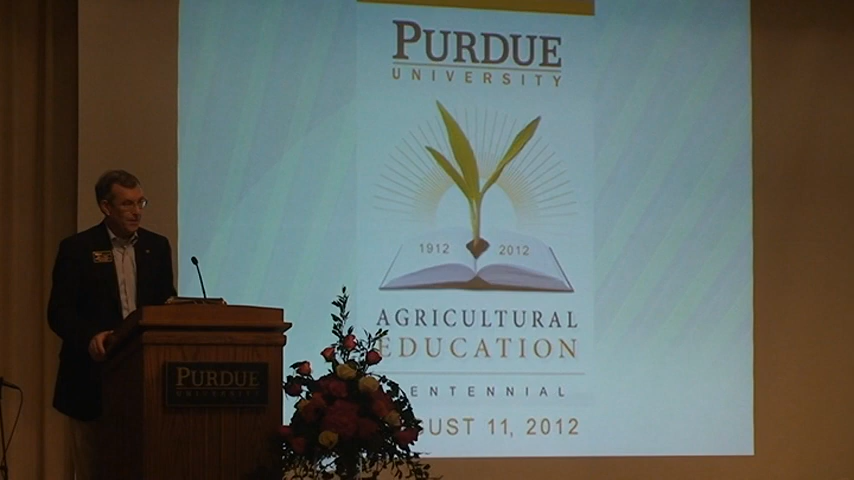 PURDUE
UNIVERSITY
1912 2012
AGRICULTURAL
EDUCATION
ENTENNIAL
UST 11, 2012
PURDUE
UNIVERSITY